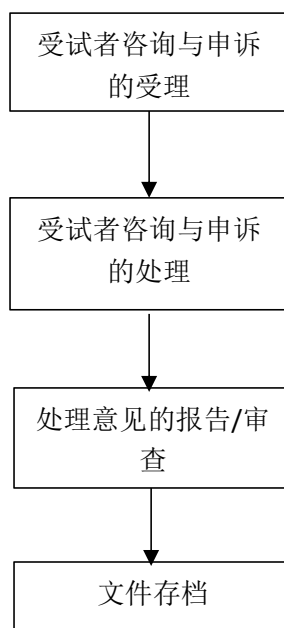 受试者咨询与申诉
的受理
受试者咨询与申诉
的处理
处理意见的报告/审
查
文件存档